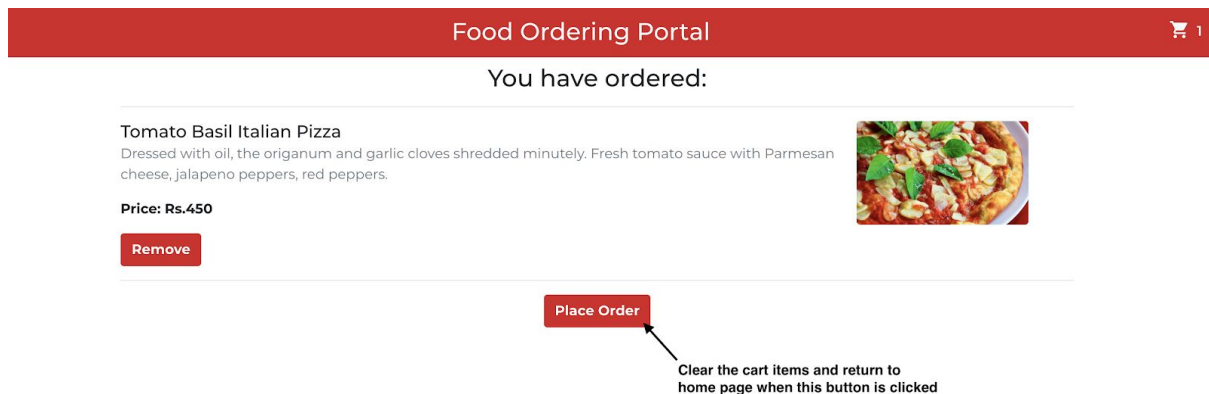 Food Ordering Portal
1
You have ordered:
Tomato Basil Italian Pizza
Dressed with oil, the origanum and garlic cloves shredded minutely. Fresh tomato sauce with Parmesan
cheese, jalapeno peppers, red peppers.
Price: Rs.450
Remove
Place Order
Clear the cart items and return to
home page when this button is clicked